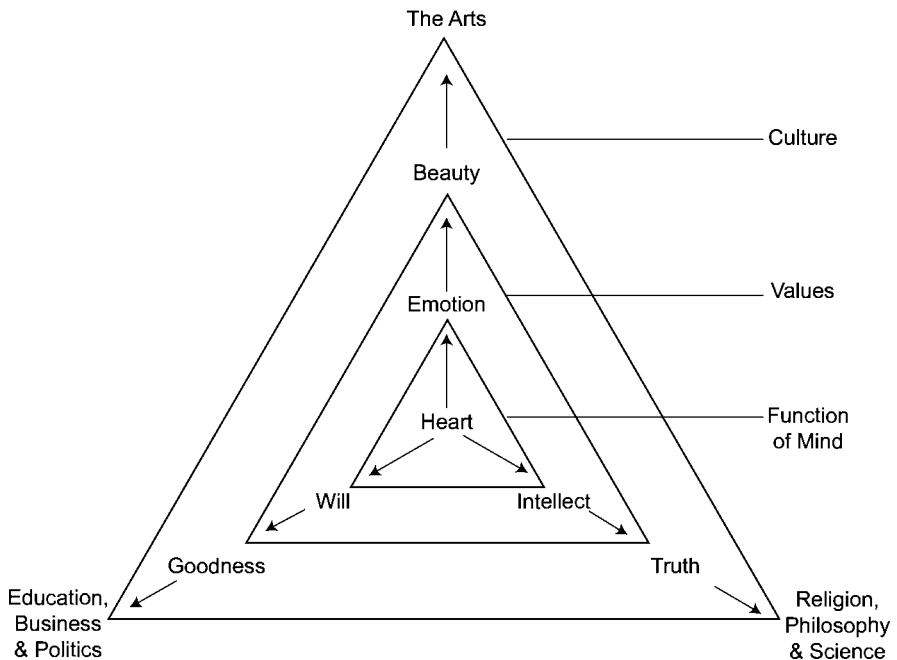 The Arts
Culture
Beauty
Values
Emotion
Heart
Function
of Mind
Will
Intellect
Goodness
Truth
Education,
Business
& Politics
Religion,
Philosophy
& Science